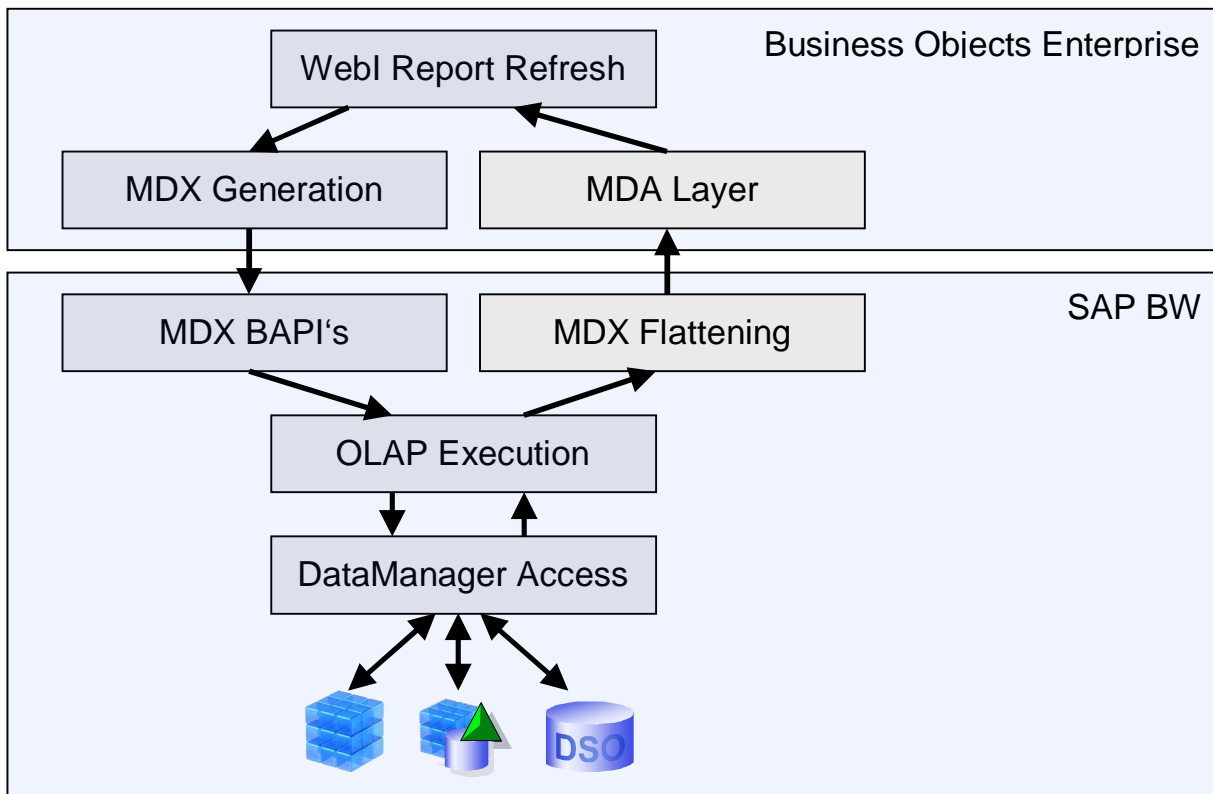 Business Objects Enterprise
WebI Report Refresh
MDX Generation
MDA Layer
SAP BW
MDX BAPI‘s
MDX Flattening
OLAP Execution
DataManager Access
DSO